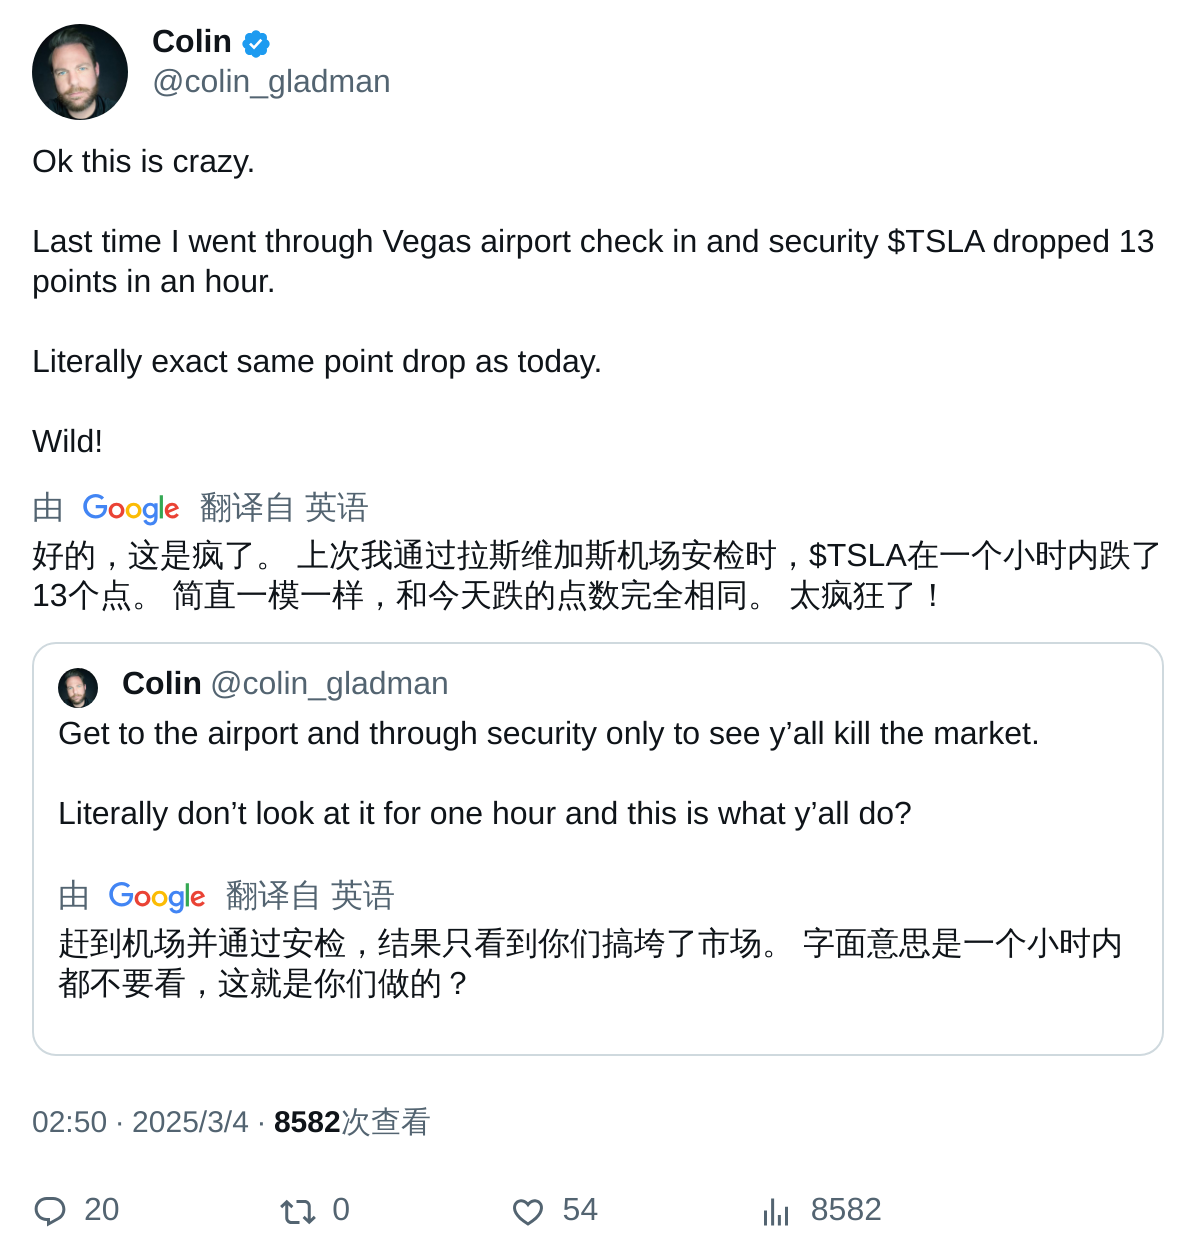 Colin
@colin_gladman
Ok this is crazy.
Last time I went through Vegas airport check in and security $TSLA dropped 13
points in an hour.
Literally exact same point drop as today.
Wild!
由 Google 翻译自 英语
好的，这是疯了。 上次我通过拉斯维加斯机场安检时，$TSLA在一个小时内跌了
13个点。 简直一模一样，和今天跌的点数完全相同。 太疯狂了！
Colin @colin_gladman
Get to the airport and through security only to see y’all kill the market.
Literally don’t look at it for one hour and this is what y’all do?
由 Google 翻译自 英语
赶到机场并通过安检，结果只看到你们搞垮了市场。 字面意思是一个小时内
都不要看，这就是你们做的？
02:50 · 2025/3/4 · 8582次查看
20 0 54 8582